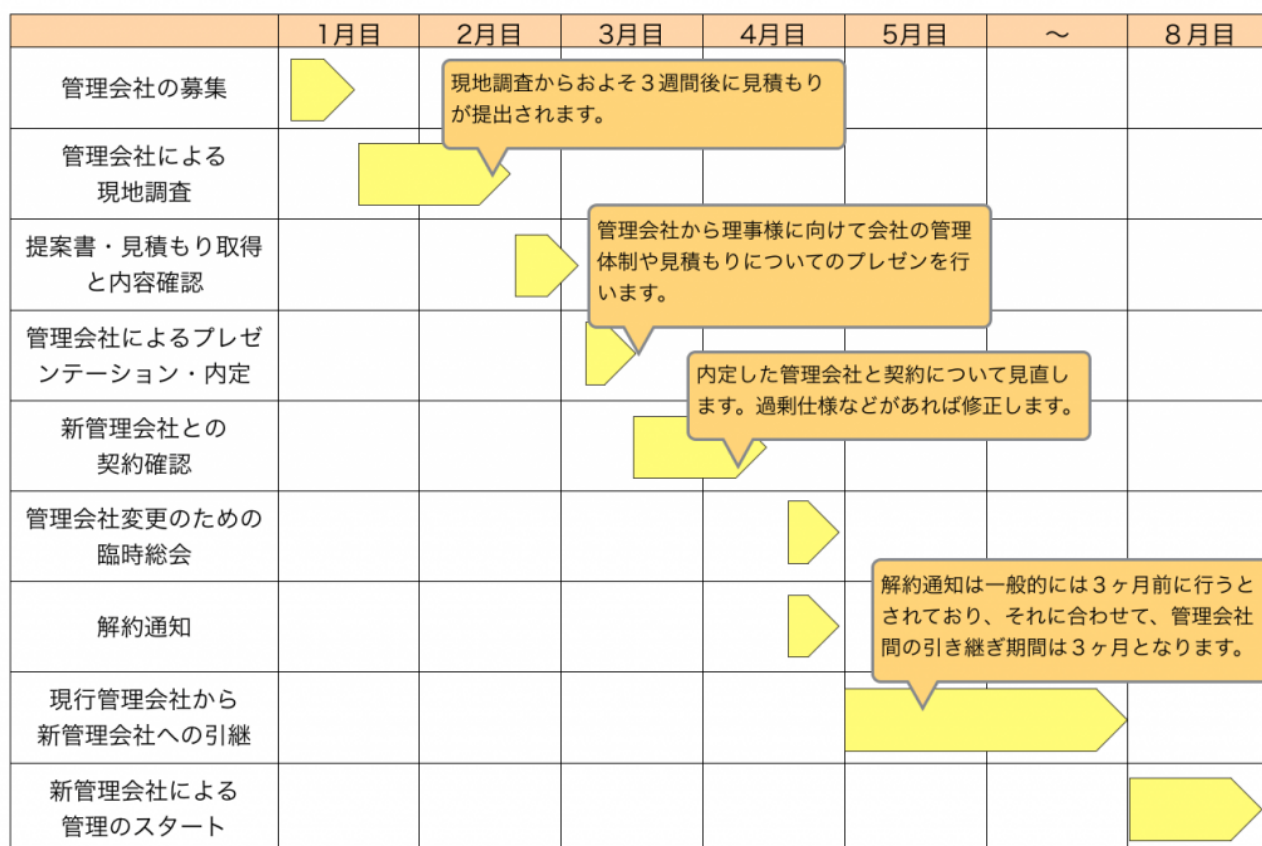 1月目 2月目 3月目 4月目 5月目 ～ 8月目
管理会社の募集
現地調査からおよそ３週間後に見積もり
が提出されます。
管理会社による
現地調査
提案書・見積もり取得
と内容確認
管理会社から理事様に向けて会社の管理
体制や見積もりについてのプレゼンを行
います。
管理会社によるプレゼ
ンテーション・内定
内定した管理会社と契約について見直し
ます。過剰仕様などがあれば修正します。
新管理会社との
契約確認
管理会社変更のための
臨時総会
解約通知
解約通知は一般的には３ヶ月前に行うと
されており、それに合わせて、管理会社
間の引き継ぎ期間は３ヶ月となります。
現行管理会社から
新管理会社への引継
新管理会社による
管理のスタート